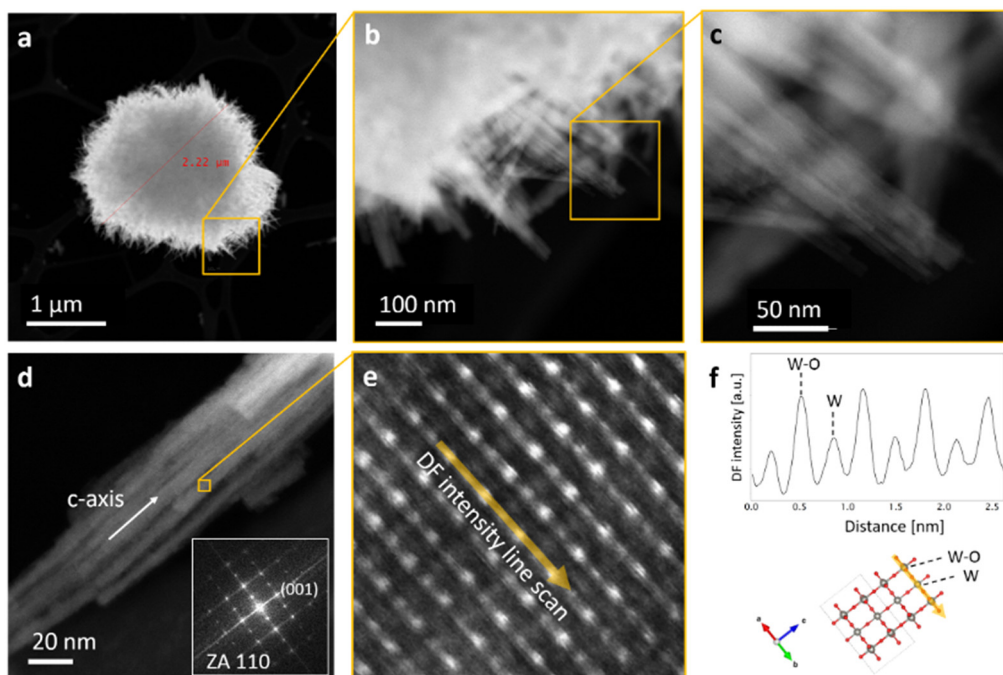 a
2.22 μm
1 μm
b
100 nm
c
50 nm
d
c-axis
20 nm
(001)
ZA 110
e
DF intensity line scan
f
DF intensity [a.u.]
W-O
W
0.0 0.5 1.0 1.5 2.0 2.5
Distance [nm]
W-O
W
a
c
b